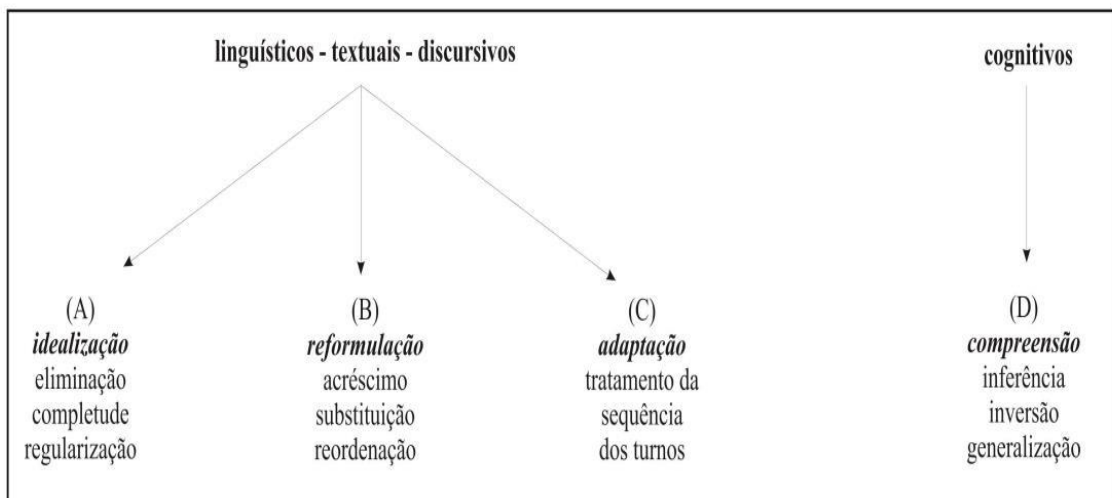 linguísticos - textuais - discursivos
cognitivos
(A)
idealização
eliminação
completude
regularização
(B)
reformulação
acréscimo
substituição
reordenação
(C)
adaptação
tratamento da
sequência
dos turnos
(D)
compreensão
inferência
inversão
generalização